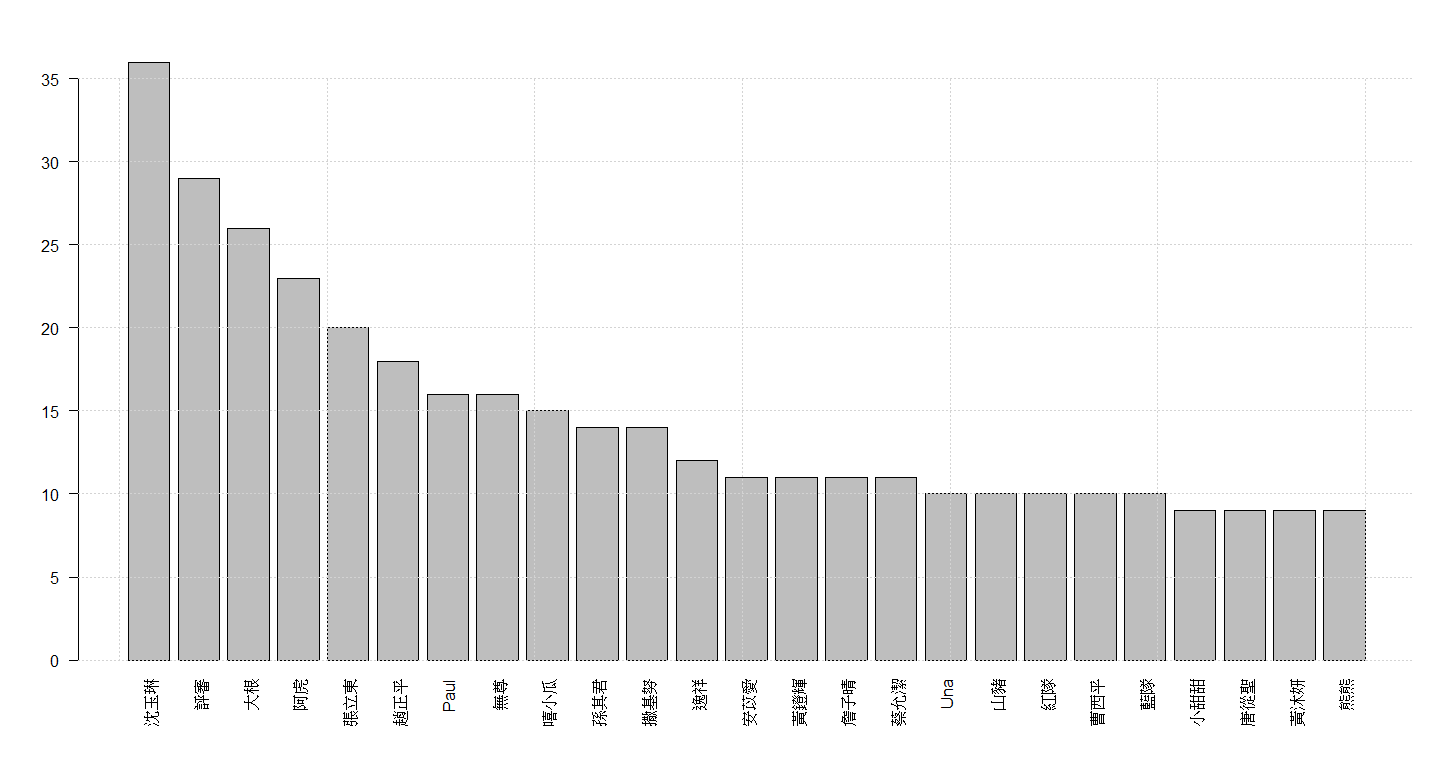 35
30
25
20
15
10
5
0
沈玉琳
評審
大根
阿虎
張立東
趙正平
Paul
無尊
嘻小瓜
孫其君
撒基努
逸祥
安苡愛
黃鐙輝
詹子晴
蔡允潔
Una
山豬
紅隊
曹西平
藍隊
小甜甜
唐從聖
黃沐妍
熊熊